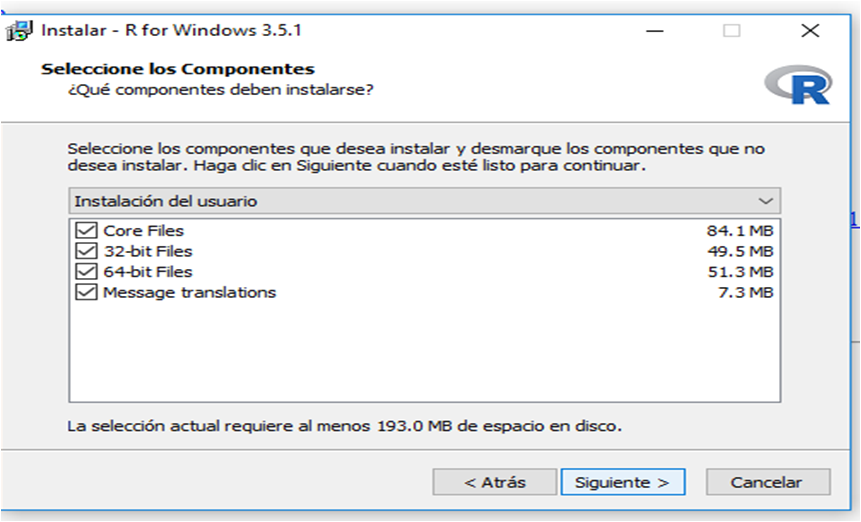 Instalar - R for Windows 3.5.1
Seleccione los Componentes
¿Qué componentes deben instalarse?
R
Seleccione los componentes que desea instalar y desmarque los componentes que no
desea instalar. Haga clic en Siguiente cuando esté listo para continuar.
Instalación del usuario
Core Files 84.1 MB
32-bit Files 49.5 MB
64-bit Files 51.3 MB
Message translations 7.3 MB
La selección actual requiere al menos 193.0 MB de espacio en disco.
< Atrás Siguiente > Cancelar
1